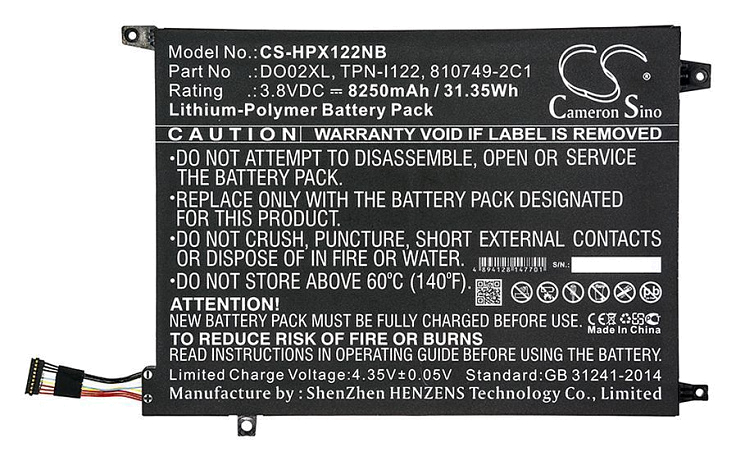 Model No.:CS-HPX122NB
Part No :DO02XL, TPN-I122, 810749-2C1
Rating :3.8VDC ⎓ 8250mAh / 31.35Wh
Lithium-Polymer Battery Pack
CS
Cameron Sino
CAUTION : WARRANTY VOID IF LABEL IS REMOVED
•DO NOT ATTEMPT TO DISASSEMBLE, OPEN OR SERVICE
THE BATTERY PACK.
•REPLACE ONLY WITH THE BATTERY PACK DESIGNATED
FOR THIS PRODUCT.
•DO NOT CRUSH, PUNCTURE, SHORT EXTERNAL CONTACTS
OR DISPOSE OF IN FIRE OR WATER.
•DO NOT STORE ABOVE 60ºC (140ºF).
4894128147701
S/N.:
ATTENTION!
NEW BATTERY PACK MUST BE FULLY CHARGED BEFORE USE
TO REDUCE RISK OF FIRE OR BURNS
READ INSTRUCTIONS OF OPERATING GUIDE BEFORE USING BATTERY
CE
Made In China
Limited Charge Voltage:4.35V±0.05V Standard:GB 31241-2014
Manufacture by : ShenZhen HENZENS Technology Co., Limited